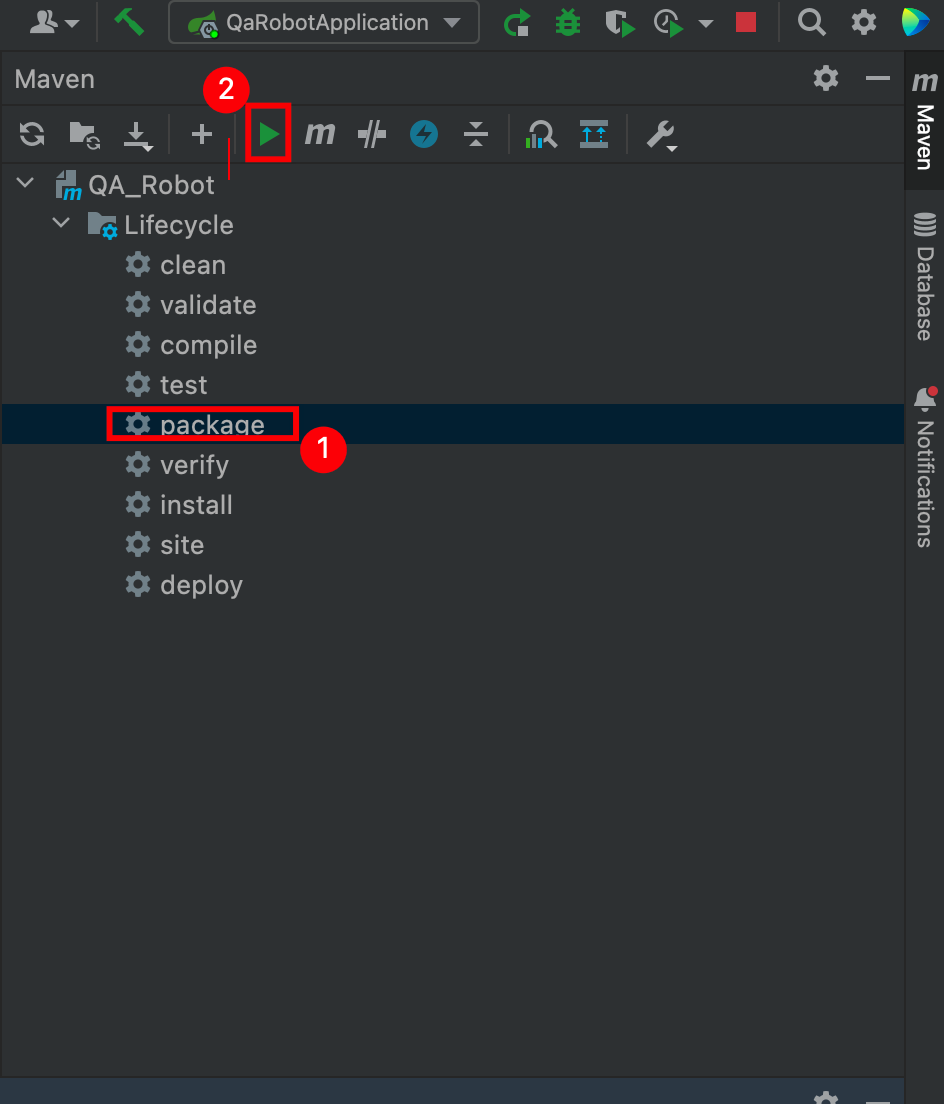 QaRobotApplication
Maven
2
m
QA_Robot
Lifecycle
clean
validate
compile
test
package
1
verify
install
site
deploy
m
Maven
Database
Notifications